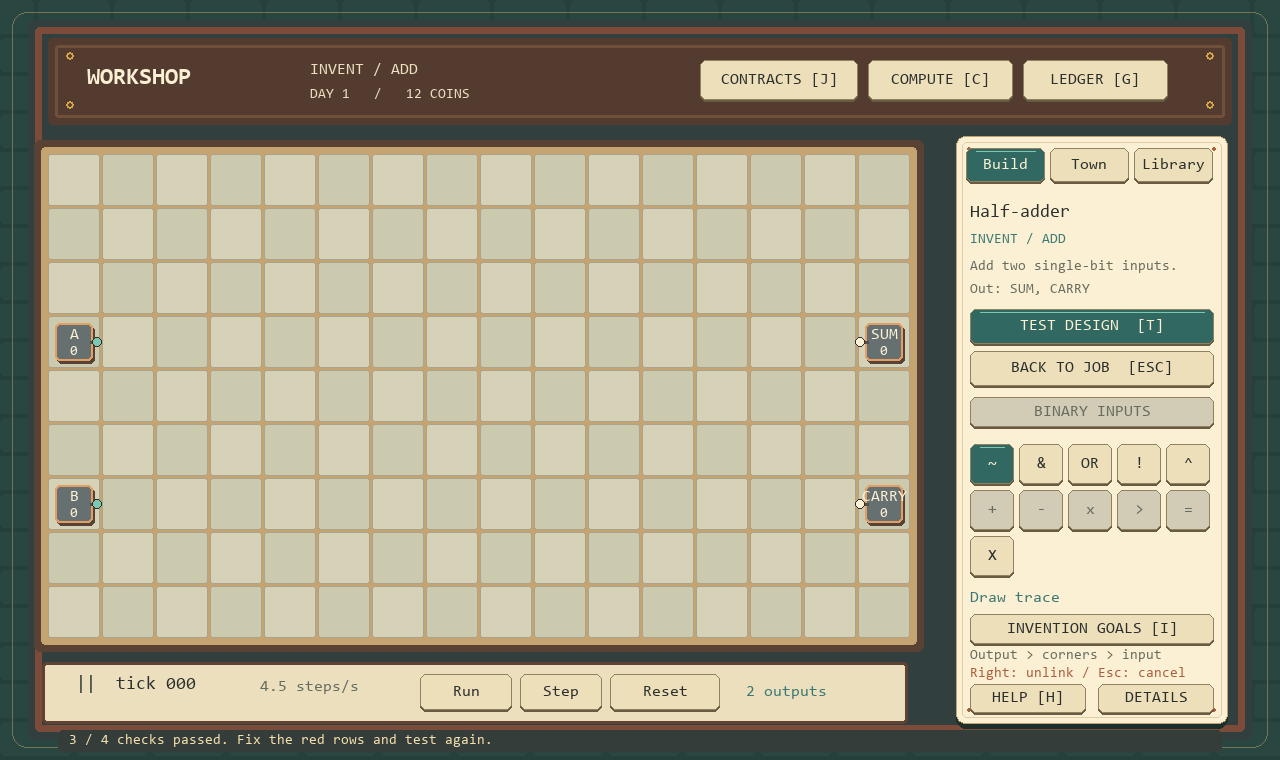 WORKSHOP
INVENT / ADD
DAY 1 / 12 COINS
CONTRACTS [J]
COMPUTE [C]
LEDGER [G]
Build
Town
Library
Half-adder
INVENT / ADD
Add two single-bit inputs.
Out: SUM, CARRY
TEST DESIGN [T]
BACK TO JOB [ESC]
BINARY INPUTS
~ & OR ! ^
+ - x > =
X
Draw trace
INVENTION GOALS [I]
Output > corners > input
Right: unlink / Esc: cancel
HELP [H]
DETAILS
A
0
SUM
0
B
0
CARRY
0
|| tick 000
4.5 steps/s
Run
Step
Reset
2 outputs
3 / 4 checks passed. Fix the red rows and test again.